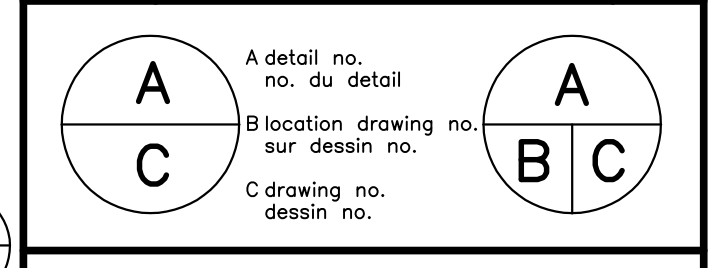 A
C
A detail no.
no. du detail
B location drawing no.
sur dessin no.
C drawing no.
dessin no.
A
B C